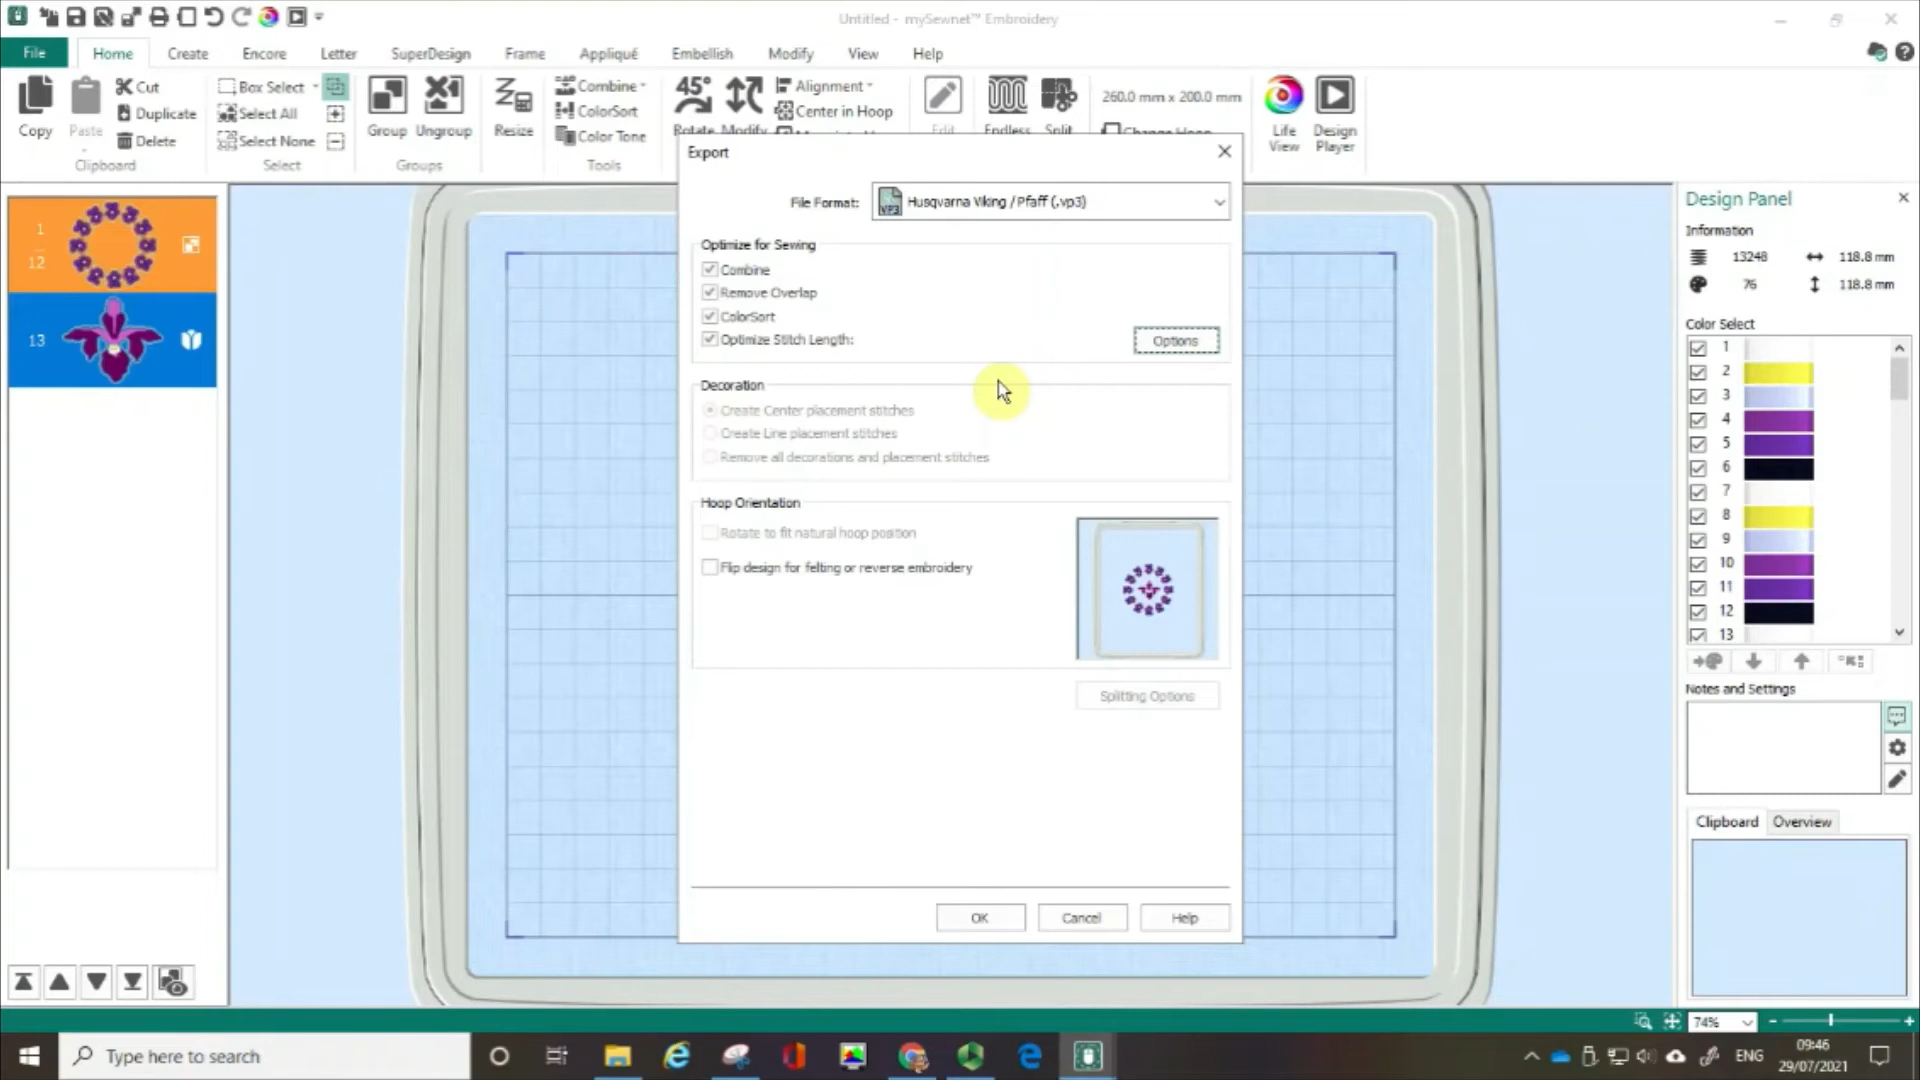 Untitled - mySewnet™ Embroidery
File Home Create Encore Letter SuperDesign Frame Appliqué Embellish Modify View Help
Copy
Paste
Cut
Duplicate
Delete
Clipboard
Box Select
Select All
Select None
Select
Group
Ungroup
Groups
Resize
Combine
ColorSort
Color Tone
Tools
45°
Rotate
Modify
Alignment
Center in Hoop
Edit
Endless
Split
260.0 mm x 200.0 mm
Change Hoop
Life View
Design Player
1
12
13
Export
File Format:
VP3
Husqvarna Viking / Pfaff (.vp3)
Optimize for Sewing
Combine
Remove Overlap
ColorSort
Optimize Stitch Length:
Options
Decoration
Create Center placement stitches
Create Line placement stitches
Remove all decorations and placement stitches
Hoop Orientation
Rotate to fit natural hoop position
Flip design for felting or reverse embroidery
Splitting Options
OK
Cancel
Help
Design Panel
Information
13248
118.8 mm
76
118.8 mm
Color Select
1
2
3
4
5
6
7
8
9
10
11
12
13
Notes and Settings
Clipboard
Overview
74%
Type here to search
ENG
09:46
29/07/2021